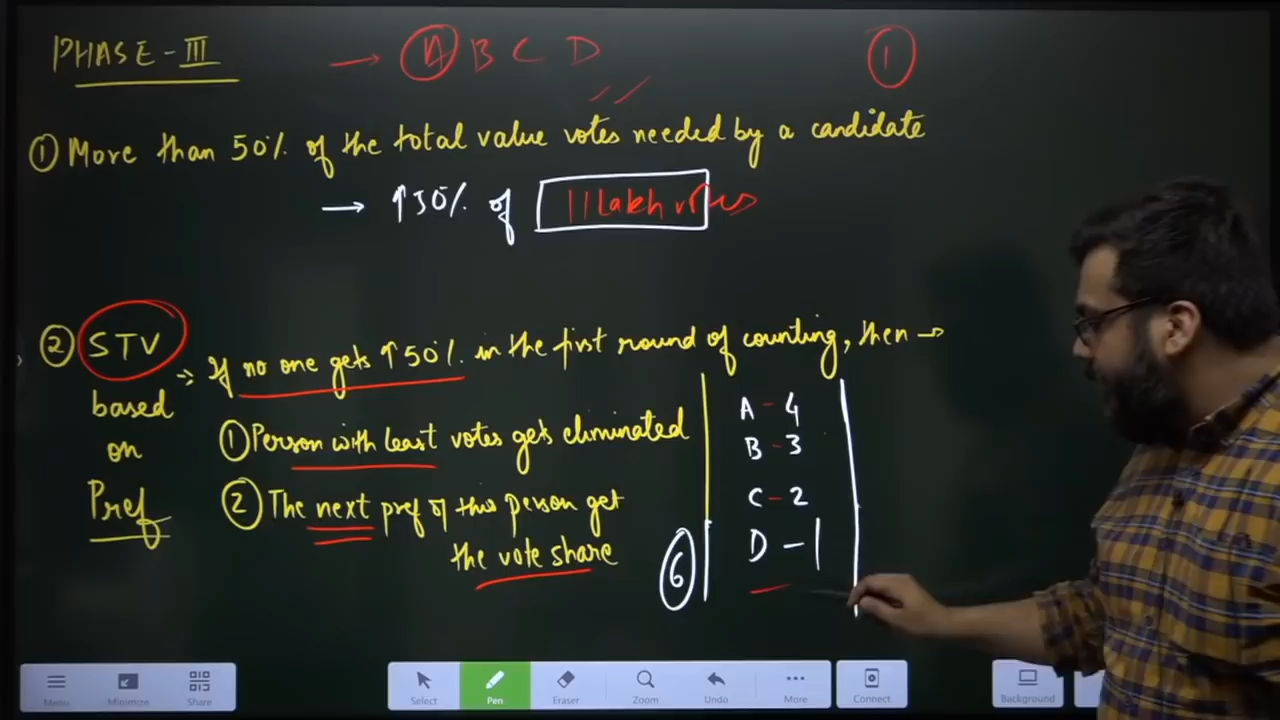 PHASE - III → A B C D 1
① More than 50% of the total value votes needed by a candidate
→ ↑50% of 11 Lakh votes
② STV based on Pref
⇒ If no one gets ↑50% in the first round of counting, then →
① Person with least votes gets eliminated
② The next pref of this person get
the vote share
A - 4
B - 3
C - 2
D - 1
6
Menu Minimize Share Select Pen Eraser Zoom Undo More Connect Background